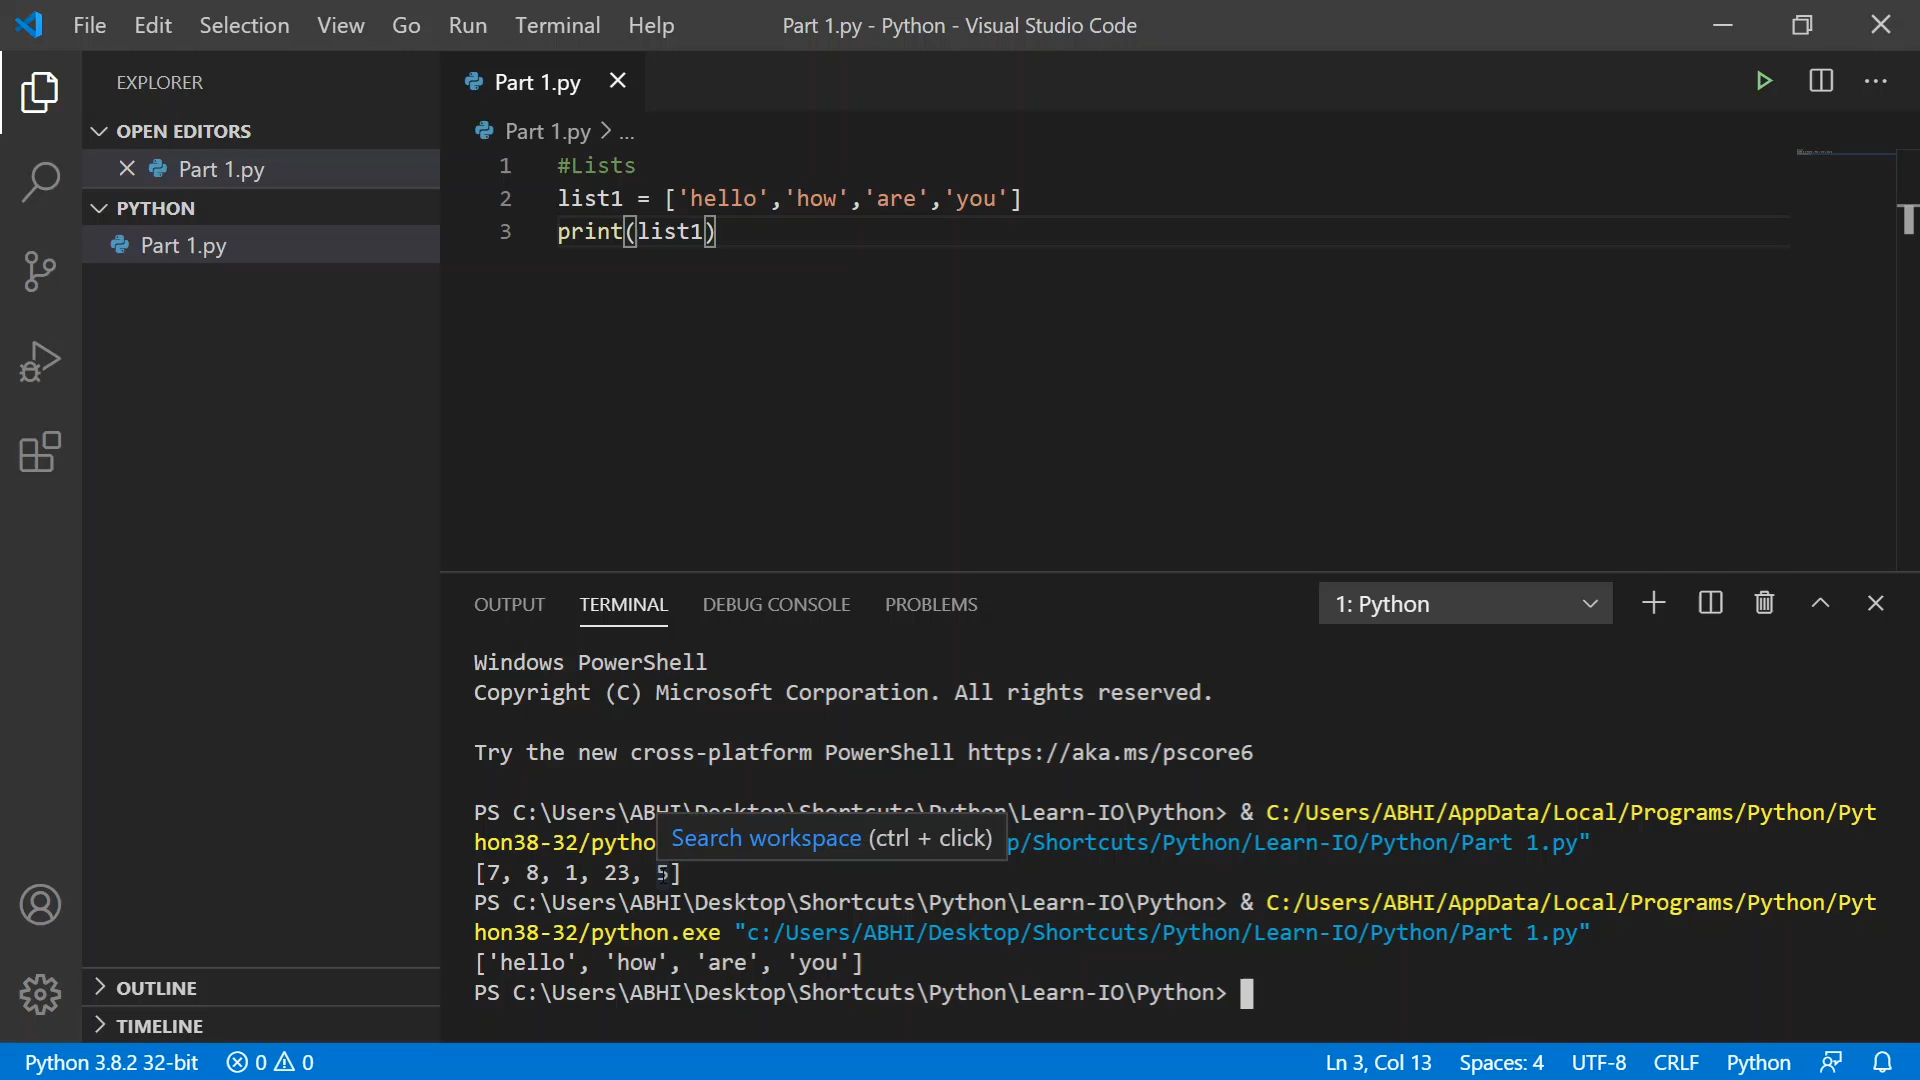 File Edit Selection View Go Run Terminal Help
Part 1.py - Python - Visual Studio Code
EXPLORER
OPEN EDITORS
Part 1.py
PYTHON
Part 1.py
OUTLINE
TIMELINE
Part 1.py
Part 1.py > ...
1 #Lists
2 list1 = ['hello','how','are','you']
3 print(list1)
OUTPUT TERMINAL DEBUG CONSOLE PROBLEMS
1: Python
Windows PowerShell
Copyright (C) Microsoft Corporation. All rights reserved.
Try the new cross-platform PowerShell https://aka.ms/pscore6
PS C:\Users\ABHI\Desktop\Shortcuts\Python\Learn-IO\Python> & C:/Users/ABHI/AppData/Local/Programs/Python/Pyt
hon38-32/pytho
Search workspace (ctrl + click)
p/Shortcuts/Python/Learn-IO/Python/Part 1.py"
[7, 8, 1, 23, 5]
PS C:\Users\ABHI\Desktop\Shortcuts\Python\Learn-IO\Python> & C:/Users/ABHI/AppData/Local/Programs/Python/Pyt
hon38-32/python.exe "c:/Users/ABHI/Desktop/Shortcuts/Python/Learn-IO/Python/Part 1.py"
['hello', 'how', 'are', 'you']
PS C:\Users\ABHI\Desktop\Shortcuts\Python\Learn-IO\Python>
Python 3.8.2 32-bit 0 0
Ln 3, Col 13 Spaces: 4 UTF-8 CRLF Python